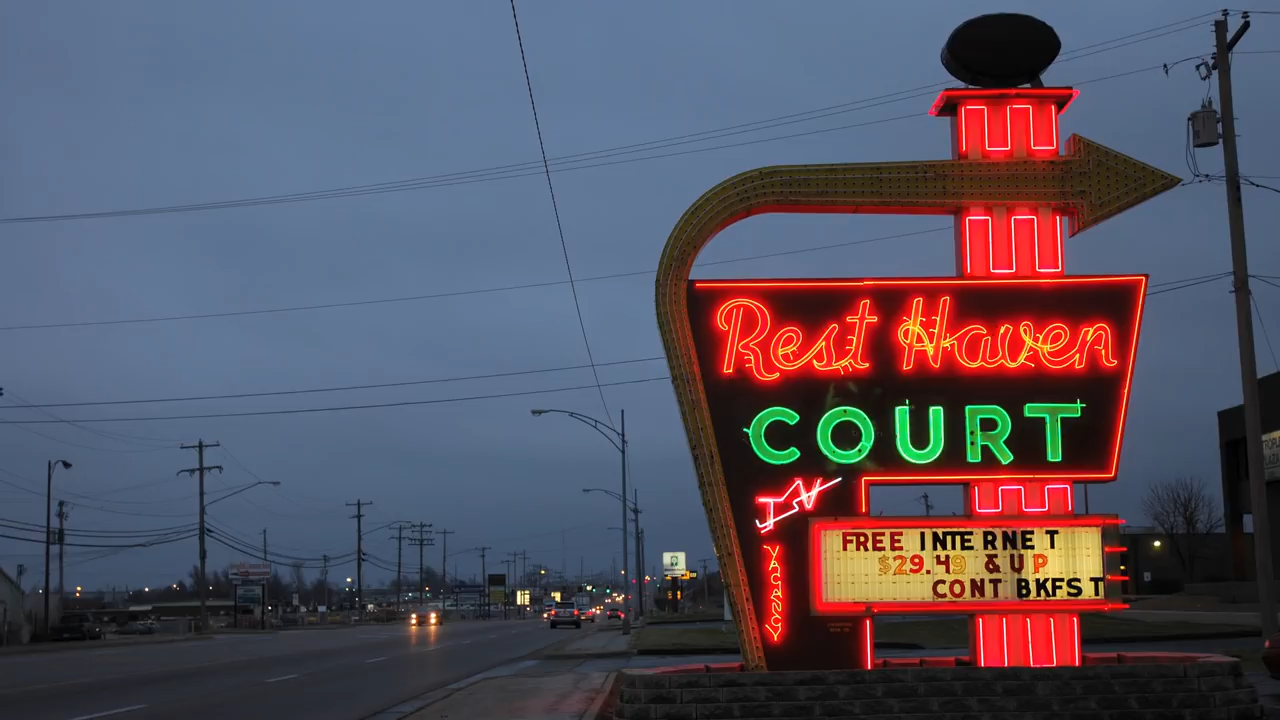 Rest Haven
COURT
TV
VACANCY
FREE INTERNET
$29.49 & UP
CONT BKFST